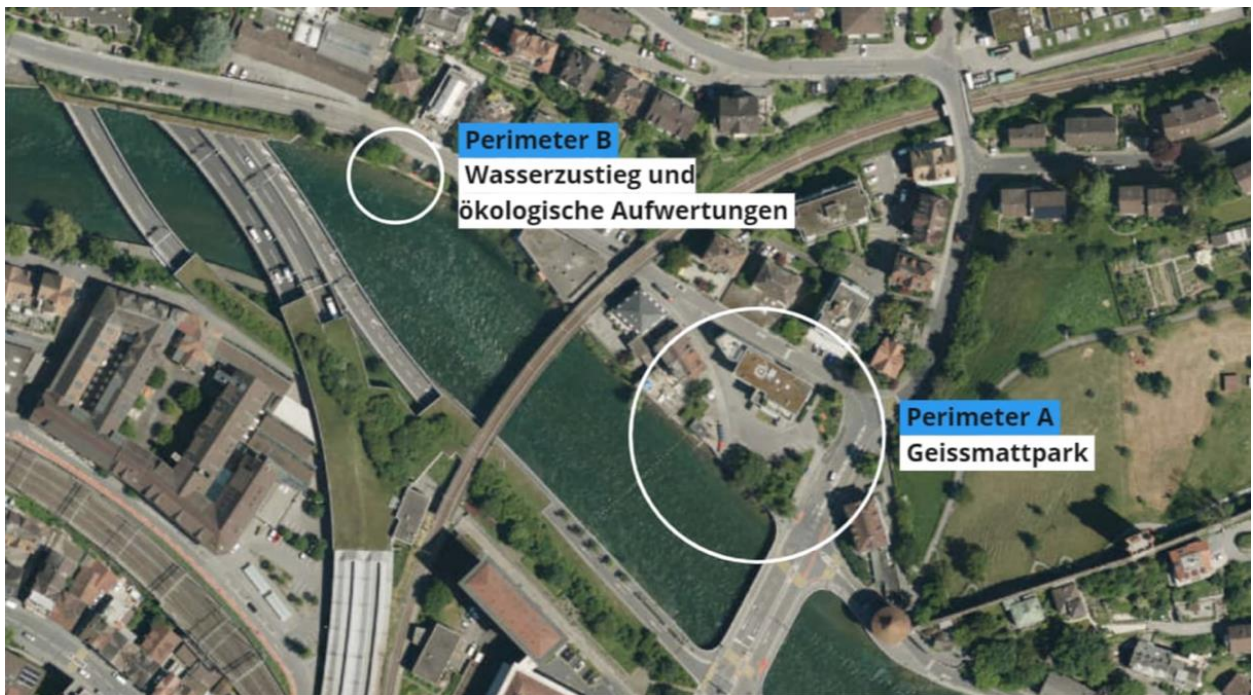 Perimeter B
Wasserzustieg und
ökologische Aufwertungen
Perimeter A
Geissmattpark